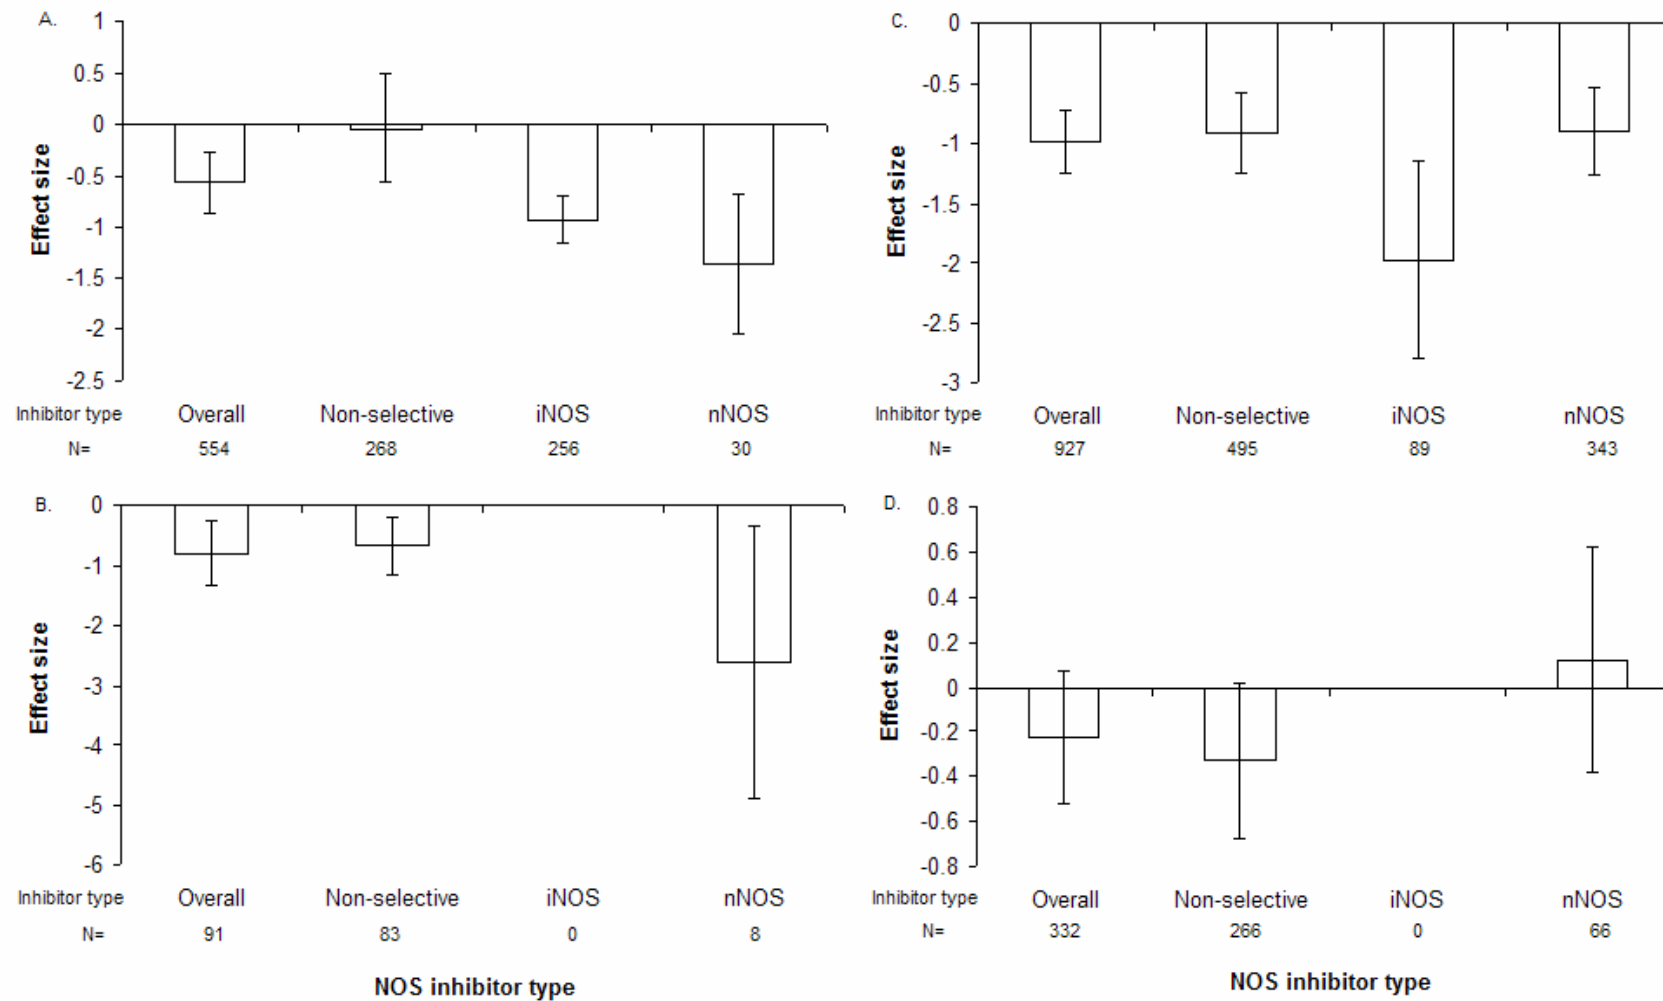 A.
1
0.5
0
-0.5
-1
-1.5
-2
-2.5
Effect size
Inhibitor type Overall Non-selective iNOS nNOS
N= 554 268 256 30
C.
0
-0.5
-1
-1.5
-2
-2.5
-3
Effect size
Inhibitor type Overall Non-selective iNOS nNOS
N= 927 495 89 343
B.
0
-1
-2
-3
-4
-5
-6
Effect size
Inhibitor type Overall Non-selective iNOS nNOS
N= 91 83 0 8
NOS inhibitor type
D.
0.8
0.6
0.4
0.2
0
-0.2
-0.4
-0.6
-0.8
Effect size
Inhibitor type Overall Non-selective iNOS nNOS
N= 332 266 0 66
NOS inhibitor type